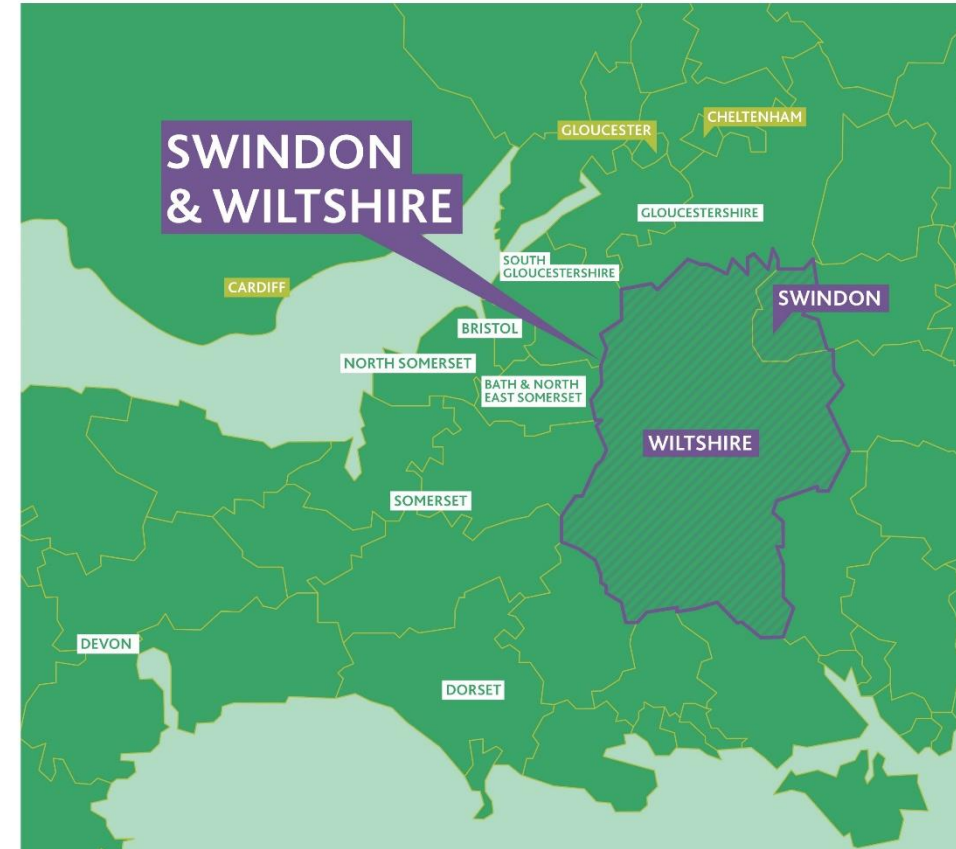 CHELTENHAM
GLOUCESTER
SWINDON
& WILTSHIRE
GLOUCESTERSHIRE
SOUTH
GLOUCESTERSHIRE
CARDIFF
SWINDON
BRISTOL
NORTH SOMERSET
BATH & NORTH
EAST SOMERSET
WILTSHIRE
SOMERSET
DEVON
DORSET